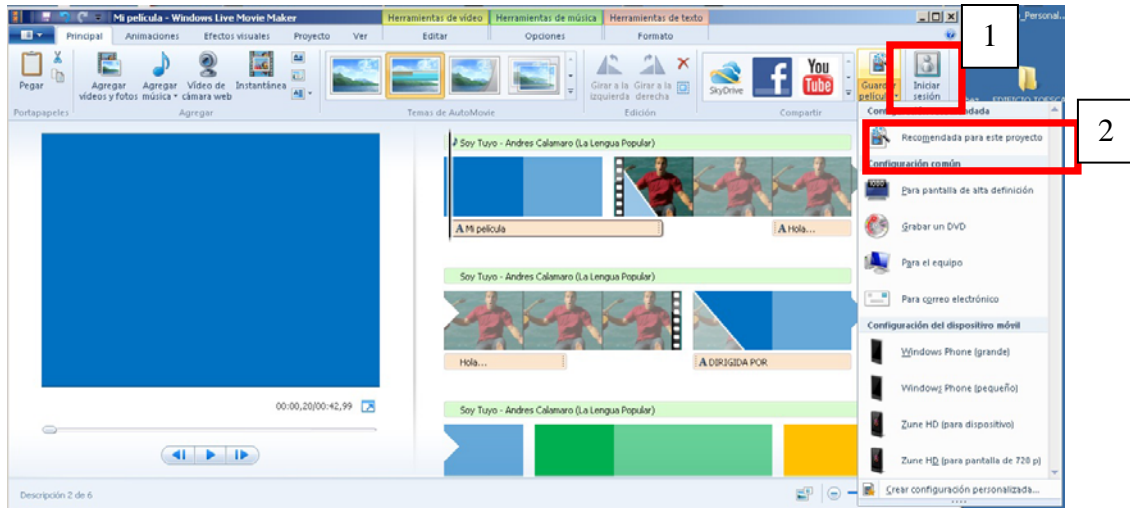 Mi película - Windows Live Movie Maker
Herramientas de vídeo
Herramientas de música
Herramientas de texto
_Personal...
1
Principal
Animaciones
Efectos visuales
Proyecto
Ver
Editar
Opciones
Formato
Pegar
Agregar vídeos y fotos
Agregar música
Vídeo de cámara web
Instantánea
Girar a la izquierda
Girar a la derecha
SkyDrive
f
You Tube
Guardar película
Iniciar sesión
Portapapeles
Agregar
Temas de AutoMovie
Edición
Compartir
2
Recomendada para este proyecto
Configuración común
1080
Para pantalla de alta definición
Grabar un DVD
Para el equipo
Para correo electrónico
Configuración del dispositivo móvil
Windows Phone (grande)
Windows Phone (pequeño)
Zune HD (para dispositivo)
Zune HD (para pantalla de 720 p)
Crear configuración personalizada...
Soy Tuyo - Andres Calamaro (La Lengua Popular)
A Mi película
A Hola...
Soy Tuyo - Andres Calamaro (La Lengua Popular)
Hola...
A DIRIGIDA POR
Soy Tuyo - Andres Calamaro (La Lengua Popular)
00:00,20/00:42,99
Descripción 2 de 6